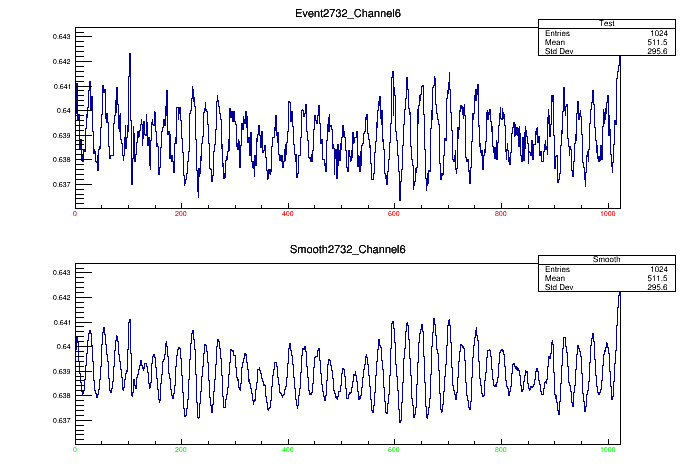 Event2732_Channel6
Test
Entries 1024
Mean 511.5
Std Dev 295.6
0.643
0.642
0.641
0.64
0.639
0.638
0.637
0 200 400 600 800 1000
Smooth2732_Channel6
Smooth
Entries 1024
Mean 511.5
Std Dev 295.6
0.643
0.642
0.641
0.64
0.639
0.638
0.637
0 200 400 600 800 1000